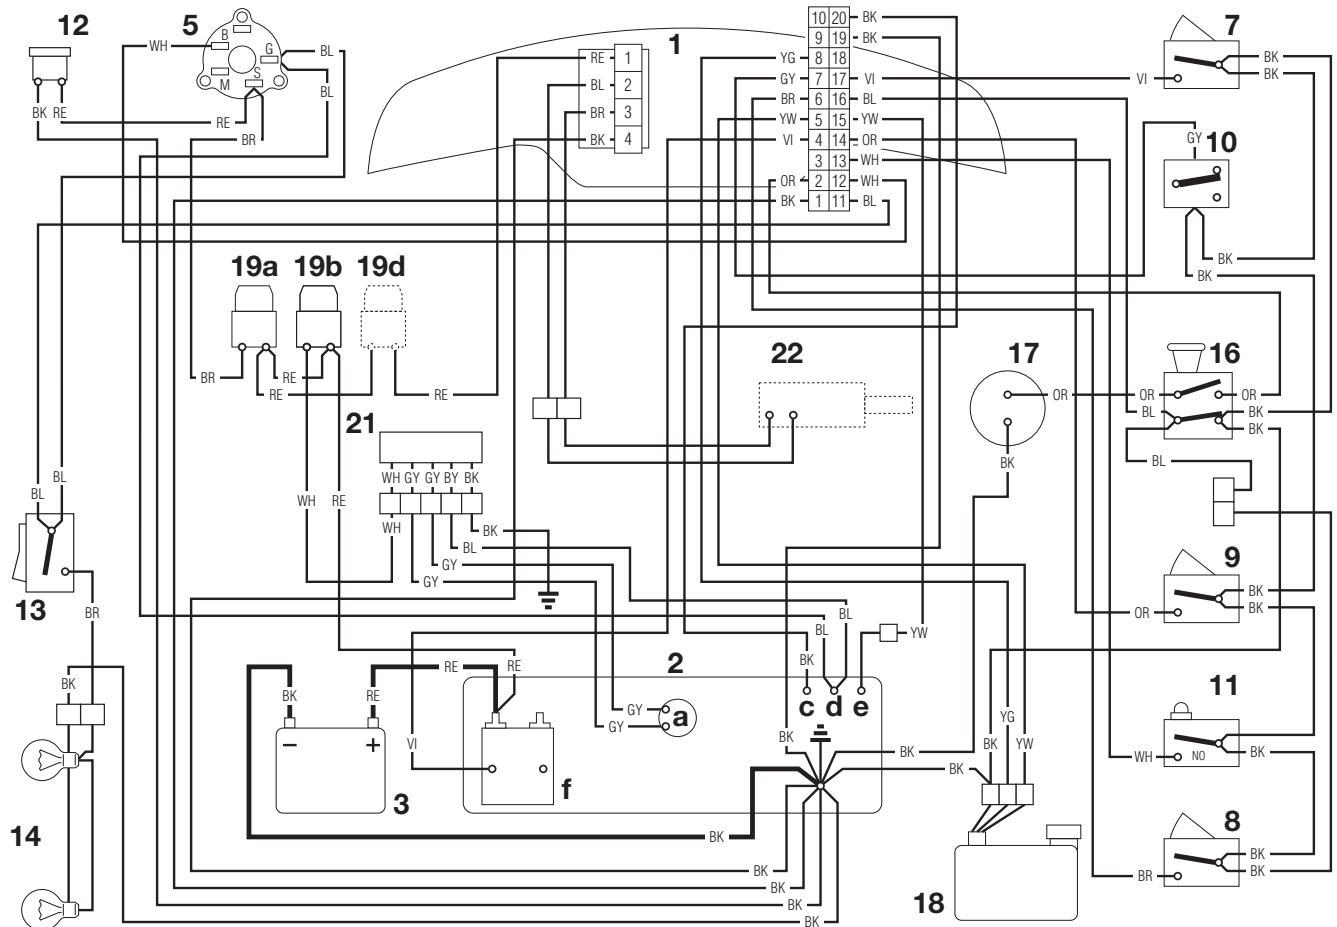 12
5
1
7
10
16
17
22
9
11
8
18
2
3
14
13
21
19a 19b 19d
B
G
M
S
WH
BL
BL
BK RE
RE
BR
RE 1
BL 2
BR 3
BK 4
10 20 BK
9 19 BK
YG 8 18
GY 7 17 VI
BR 6 16 BL
YW 5 15 YW
VI 4 14 OR
3 13 WH
OR 2 12 WH
BK 1 11 BL
VI
BK
BK
GY
BK
BK
BR
RE
RE
RE
OR
OR
OR
BL
BK
BK
BL
BK
WH GY GY BY BK
WH
BK
BL
GY
GY
WH
RE
BL
BL
BR
BK
BK
BK
OR
BL
BL
YW
BK
RE
RE
BK
RE
− +
VI
GY
GY
a
c d e
f
BK
BK
BK
BK
YG
YW
WH
NO
BK
BK
BK
BR
BK
BK
BK
BK
BK